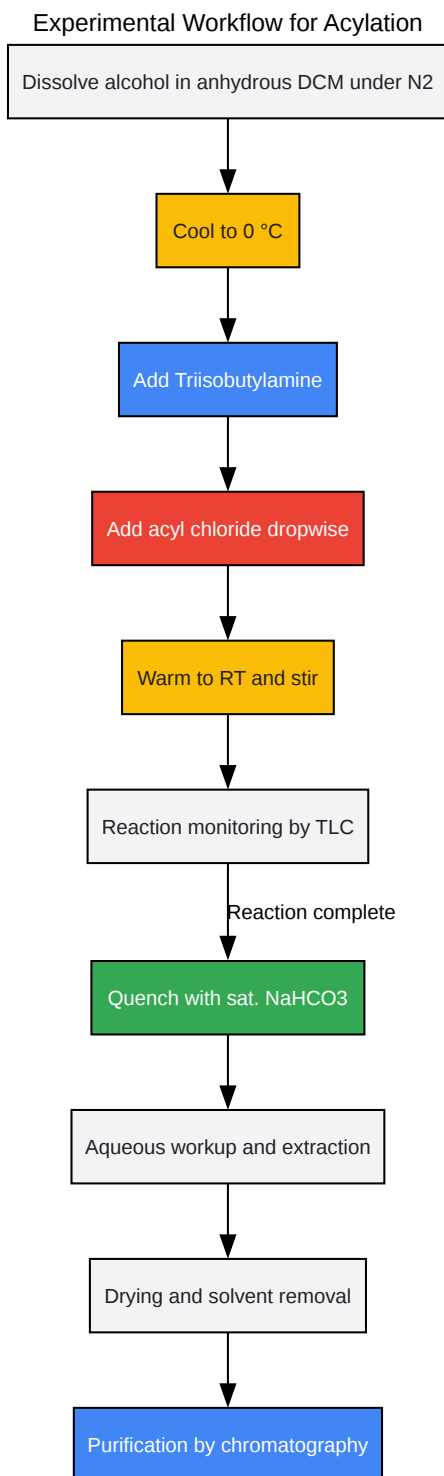 Experimental Workflow for Acylation
Dissolve alcohol in anhydrous DCM under N2
Cool to 0 °C
Add Triisobutylamine
Add acyl chloride dropwise
Warm to RT and stir
Reaction monitoring by TLC
Reaction complete
Quench with sat. NaHCO3
Aqueous workup and extraction
Drying and solvent removal
Purification by chromatography